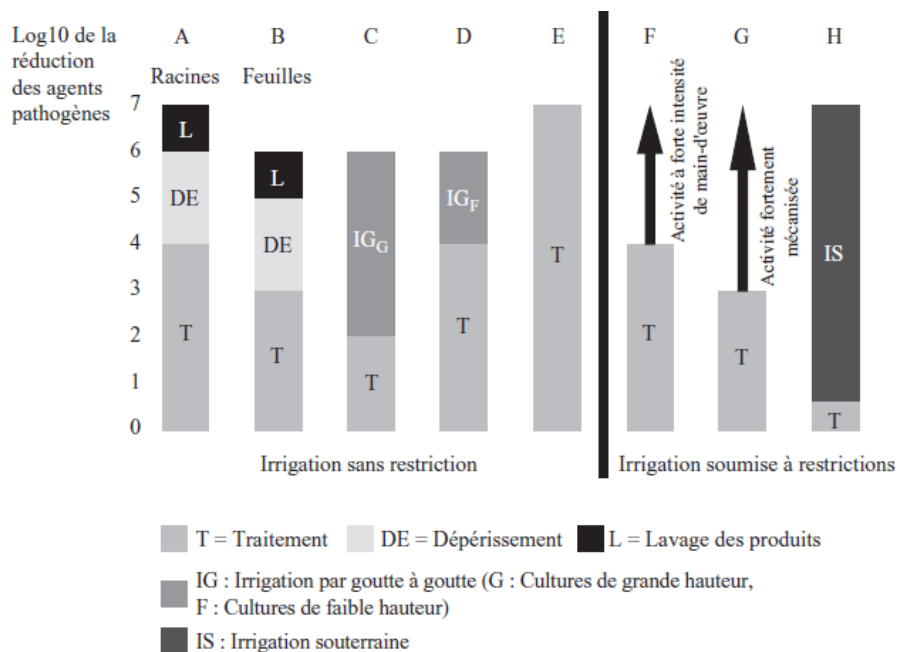 Log10 de la
réduction
des agents
pathogènes
A
B
C
D
E
F
G
H
Racines
Feuilles
7
6
5
4
3
2
1
0
L
DE
T
L
DE
T
IG_G
T
IG_F
T
T
Activité à forte intensité
de main-d'œuvre
T
Activité fortement
mécanisée
T
IS
T
Irrigation sans restriction
Irrigation soumise à restrictions
T = Traitement
DE = Dépérissement
L = Lavage des produits
IG : Irrigation par goutte à goutte (G : Cultures de grande hauteur,
F : Cultures de faible hauteur)
IS : Irrigation souterraine